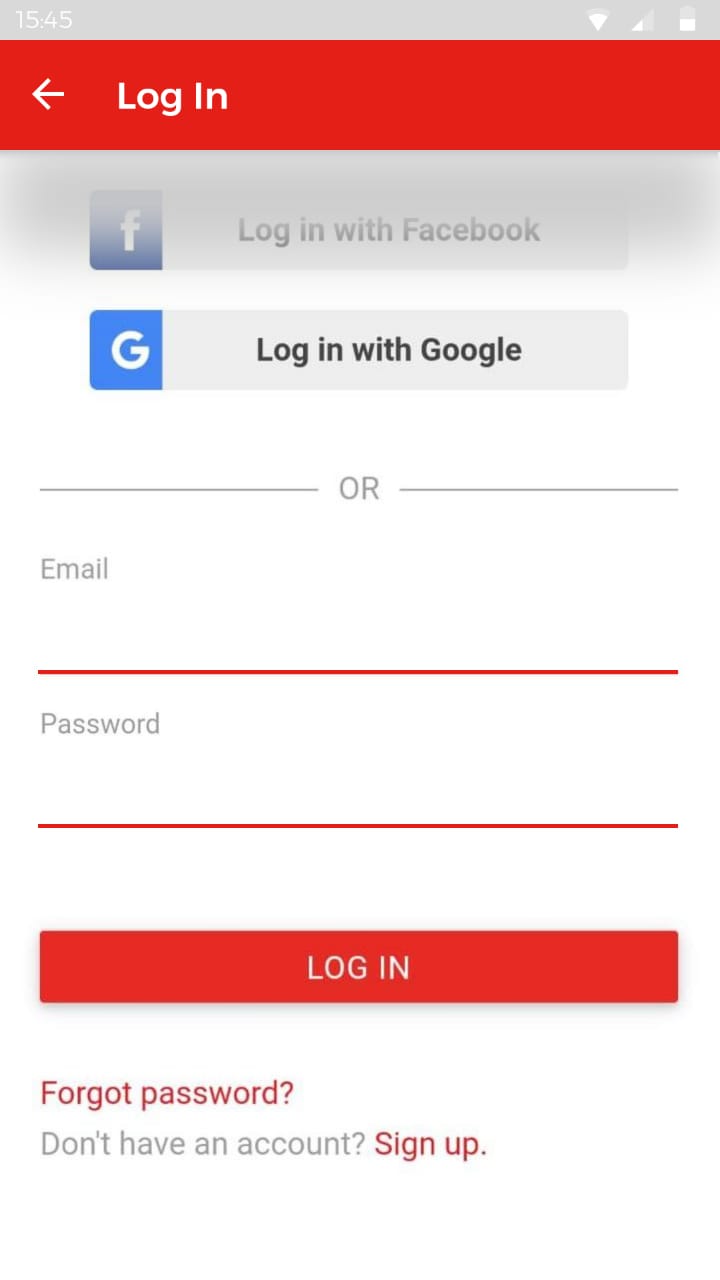 15:45
Log In
f Log in with Facebook
G Log in with Google
OR
Email
Password
LOG IN
Forgot password?
Don't have an account? Sign up.